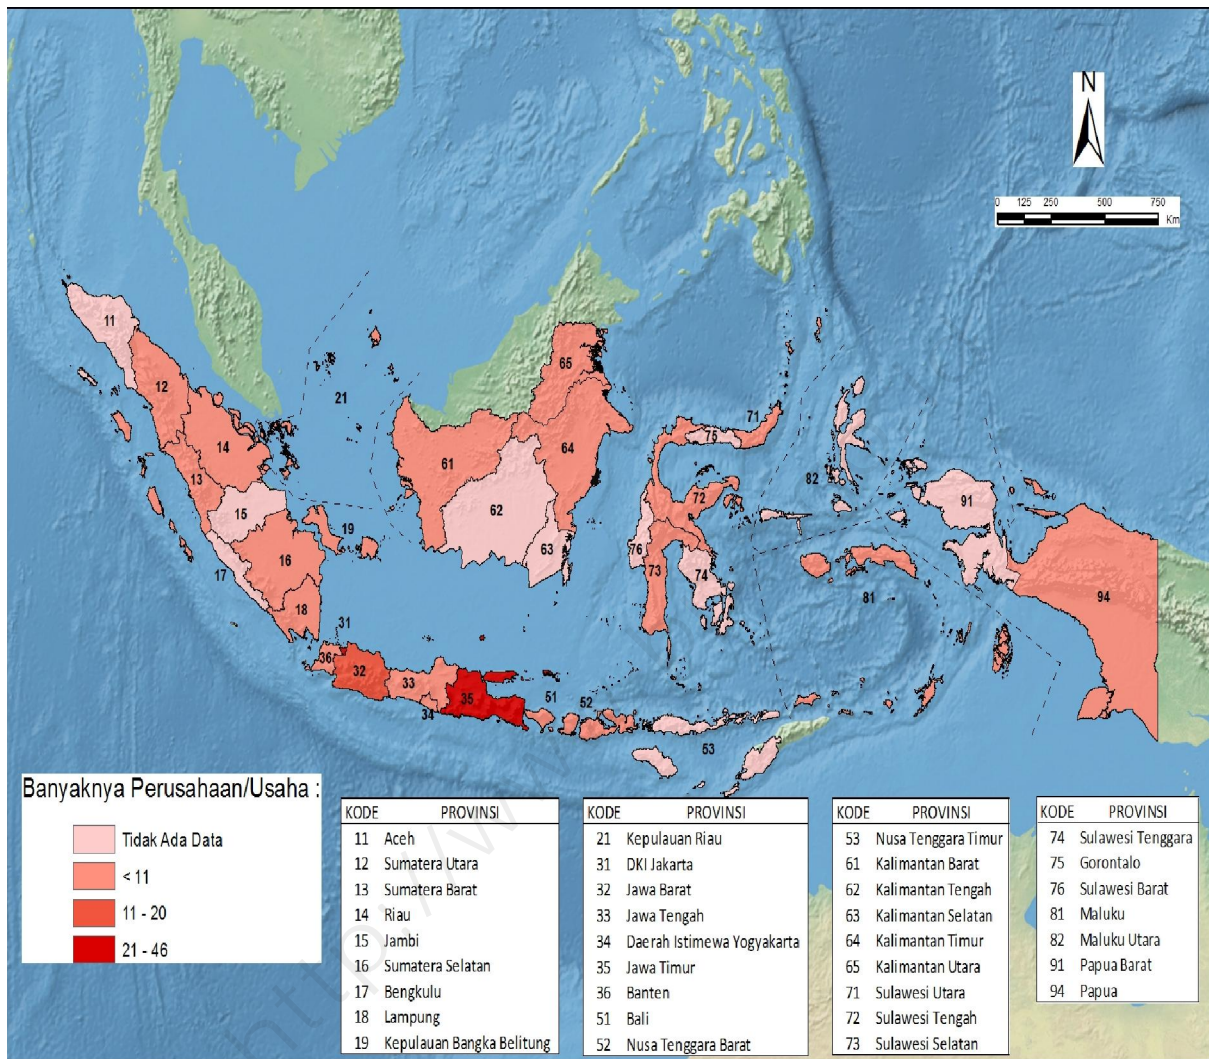 N
0 125 250 500 750
Km
11
12
65
21
71
14
75
64
61
13
82
72
91
15
62
19
63
76
16
74
73
17
81
94
18
31
36
32
33
35
51
52
34
53
Banyaknya Perusahaan/Usaha :
Tidak Ada Data
< 11
11 - 20
21 - 46
KODE PROVINSI
11 Aceh
12 Sumatera Utara
13 Sumatera Barat
14 Riau
15 Jambi
16 Sumatera Selatan
17 Bengkulu
18 Lampung
19 Kepulauan Bangka Belitung
KODE PROVINSI
21 Kepulauan Riau
31 DKI Jakarta
32 Jawa Barat
33 Jawa Tengah
34 Daerah Istimewa Yogyakarta
35 Jawa Timur
36 Banten
51 Bali
52 Nusa Tenggara Barat
KODE PROVINSI
53 Nusa Tenggara Timur
61 Kalimantan Barat
62 Kalimantan Tengah
63 Kalimantan Selatan
64 Kalimantan Timur
65 Kalimantan Utara
71 Sulawesi Utara
72 Sulawesi Tengah
73 Sulawesi Selatan
KODE PROVINSI
74 Sulawesi Tenggara
75 Gorontalo
76 Sulawesi Barat
81 Maluku
82 Maluku Utara
91 Papua Barat
94 Papua